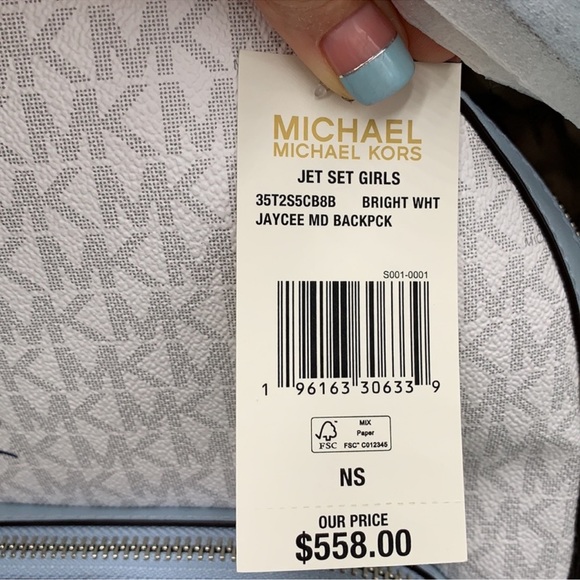 MICHAEL
MICHAEL KORS
JET SET GIRLS
35T2S5CB8B BRIGHT WHT
JAYCEE MD BACKPCK
S001-0001
1 96163 30633 9
FSC
MIX
Paper
FSC™ C012345
NS
OUR PRICE
$558.00